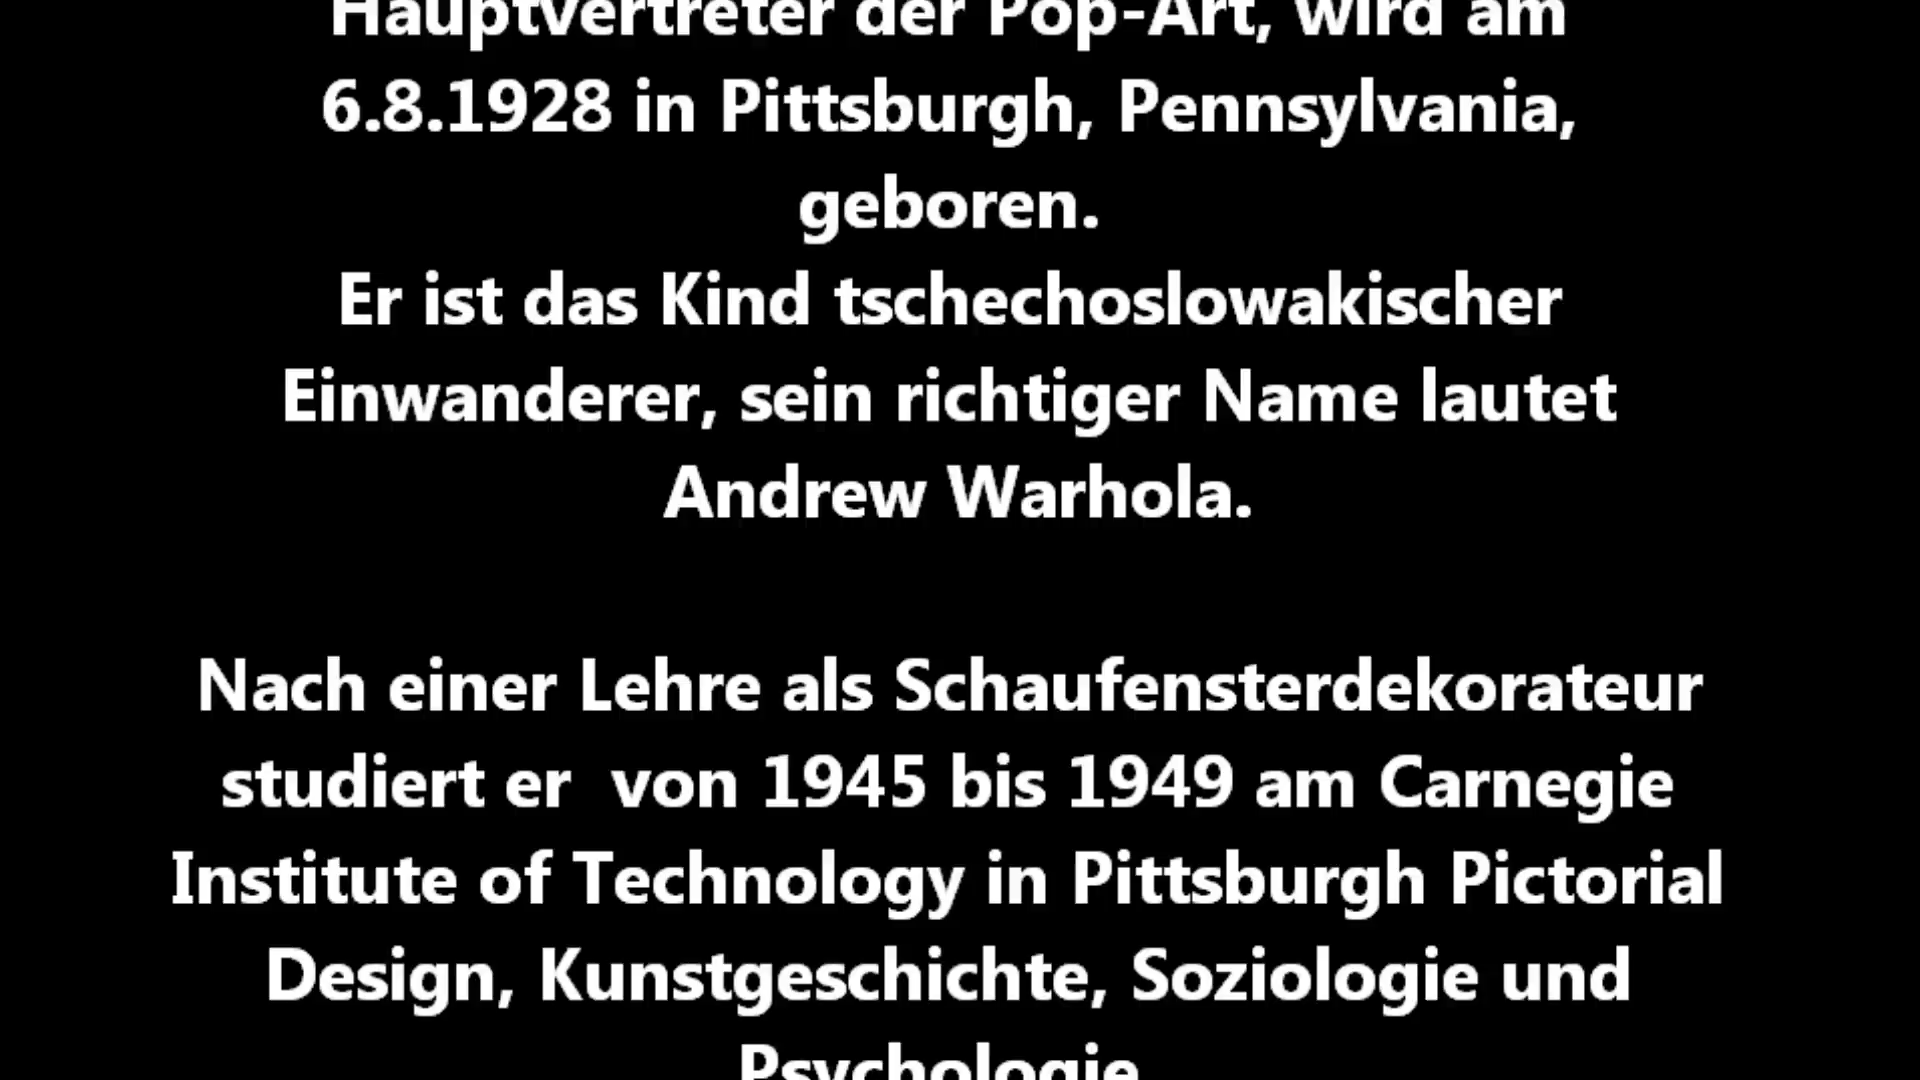 Hauptvertreter der Pop-Art, wird am
6.8.1928 in Pittsburgh, Pennsylvania,
geboren.
Er ist das Kind tschechoslowakischer
Einwanderer, sein richtiger Name lautet
Andrew Warhola.
Nach einer Lehre als Schaufensterdekorateur
studiert er  von 1945 bis 1949 am Carnegie
Institute of Technology in Pittsburgh Pictorial
Design, Kunstgeschichte, Soziologie und
Psychologie